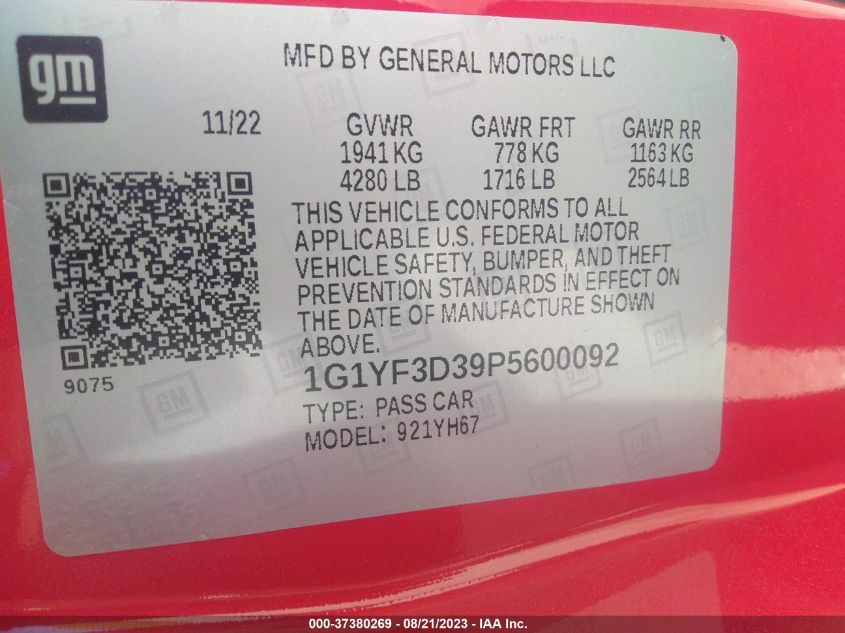 gm
MFD BY GENERAL MOTORS LLC
11/22 GVWR GAWR FRT GAWR RR
1941 KG 778 KG 1163 KG
4280 LB 1716 LB 2564 LB
THIS VEHICLE CONFORMS TO ALL
APPLICABLE U.S. FEDERAL MOTOR
VEHICLE SAFETY, BUMPER, AND THEFT
PREVENTION STANDARDS IN EFFECT ON
THE DATE OF MANUFACTURE SHOWN
ABOVE.
9075
1G1YF3D39P5600092
TYPE: PASS CAR
MODEL: 921YH67
000-37380269 - 08/21/2023 - IAA Inc.